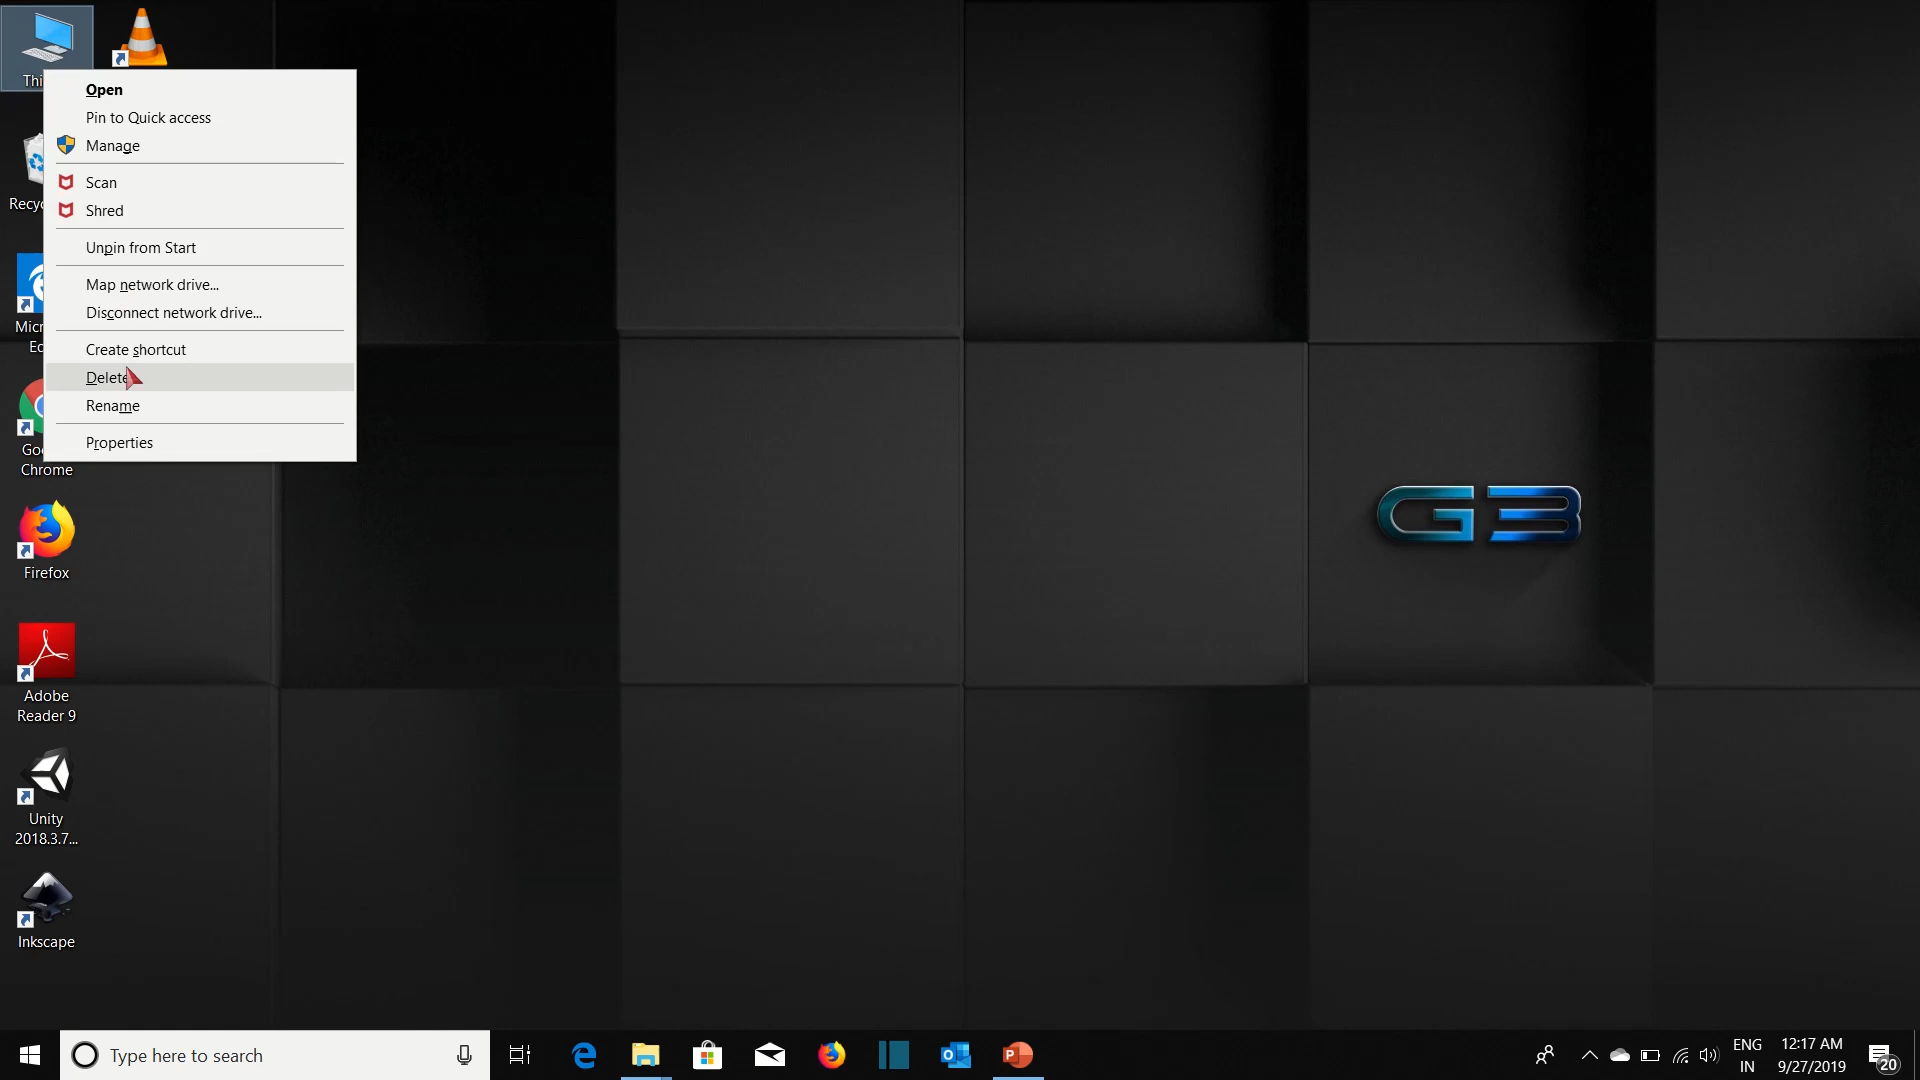 Thi
Open
Pin to Quick access
Manage
Scan
Shred
Unpin from Start
Map network drive...
Disconnect network drive...
Create shortcut
Delete
Rename
Properties
Recyc
Micr
Ed
Goo
Chrome
Firefox
Adobe
Reader 9
Unity
2018.3.7...
Inkscape
G3
Type here to search
ENG
IN
12:17 AM
9/27/2019
20